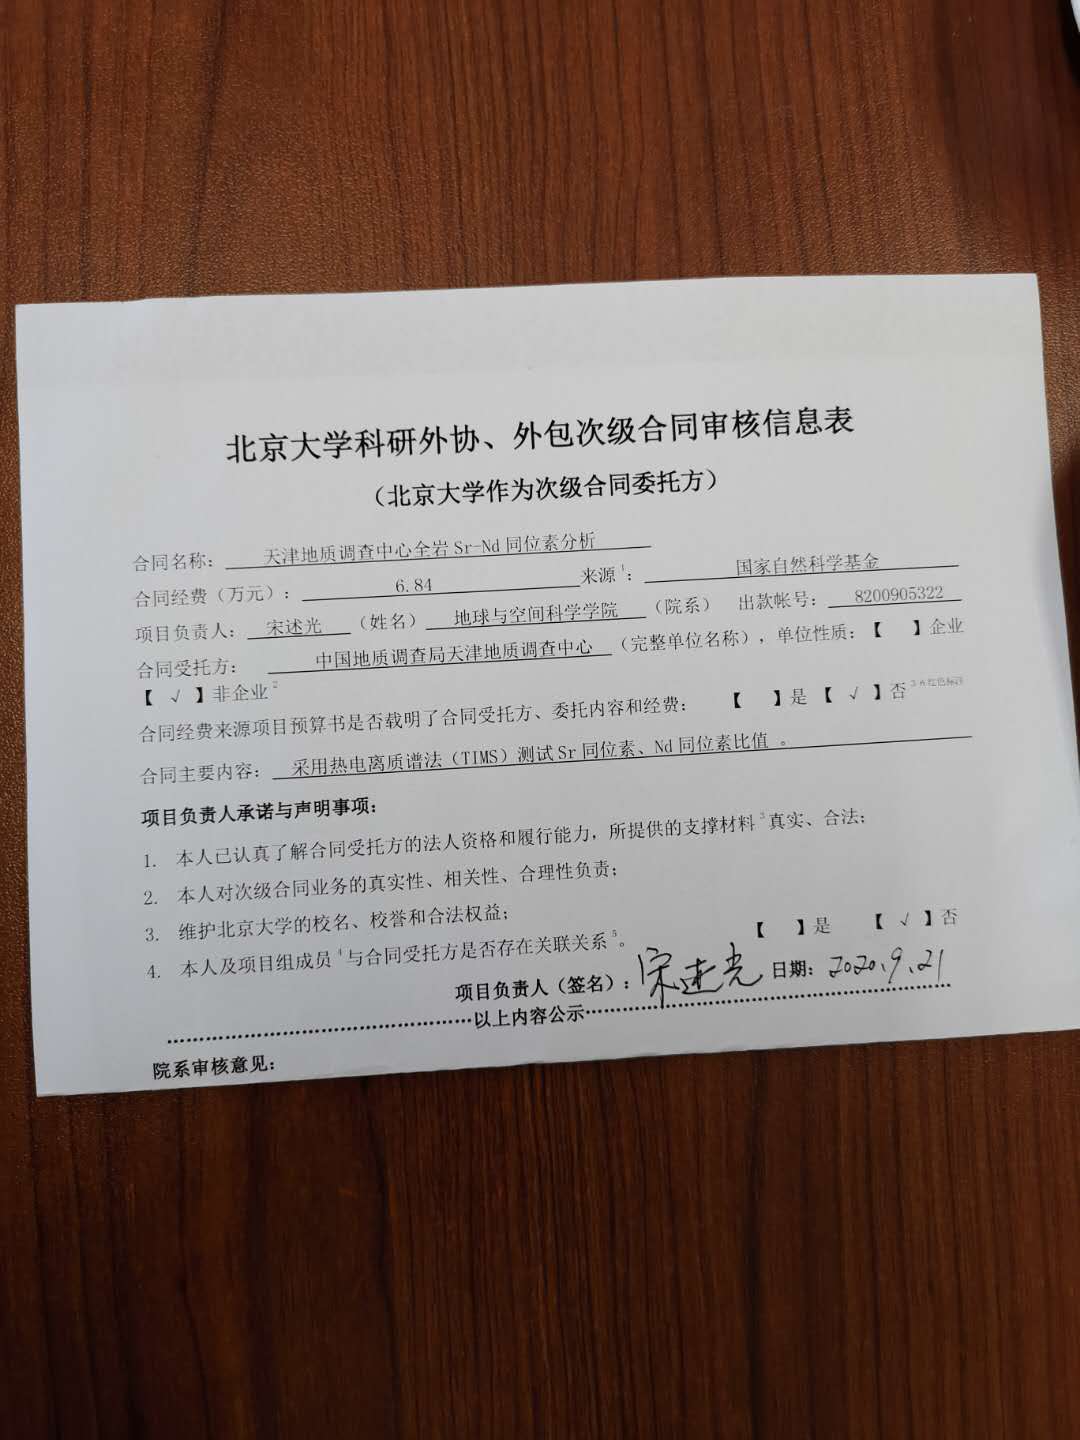 北京大学科研外协、外包次级合同审核信息表
（北京大学作为次级合同委托方）
合同名称： 天津地质调查中心全岩 Sr-Nd 同位素分析
合同经费（万元）： 6.84 来源1： 国家自然科学基金
项目负责人： 宋述光 （姓名） 地球与空间科学学院 （院系） 出款帐号： 8200905322
合同受托方： 中国地质调查局天津地质调查中心 （完整单位名称），单位性质：【 】企业
【 √ 】非企业2
合同经费来源项目预算书是否载明了合同受托方、委托内容和经费： 【 】是 【 √ 】否
合同主要内容： 采用热电离质谱法（TIMS）测试 Sr 同位素、Nd 同位素比值 。
项目负责人承诺与声明事项：
1. 本人已认真了解合同受托方的法人资格和履行能力，所提供的支撑材料3真实、合法；
2. 本人对次级合同业务的真实性、相关性、合理性负责；
3. 维护北京大学的校名、校誉和合法权益；
4. 本人及项目组成员4与合同受托方是否存在关联关系5。 【 】是 【 √ 】否
项目负责人（签名）：宋述光 日期：2020.9.21
以上内容公示
院系审核意见：